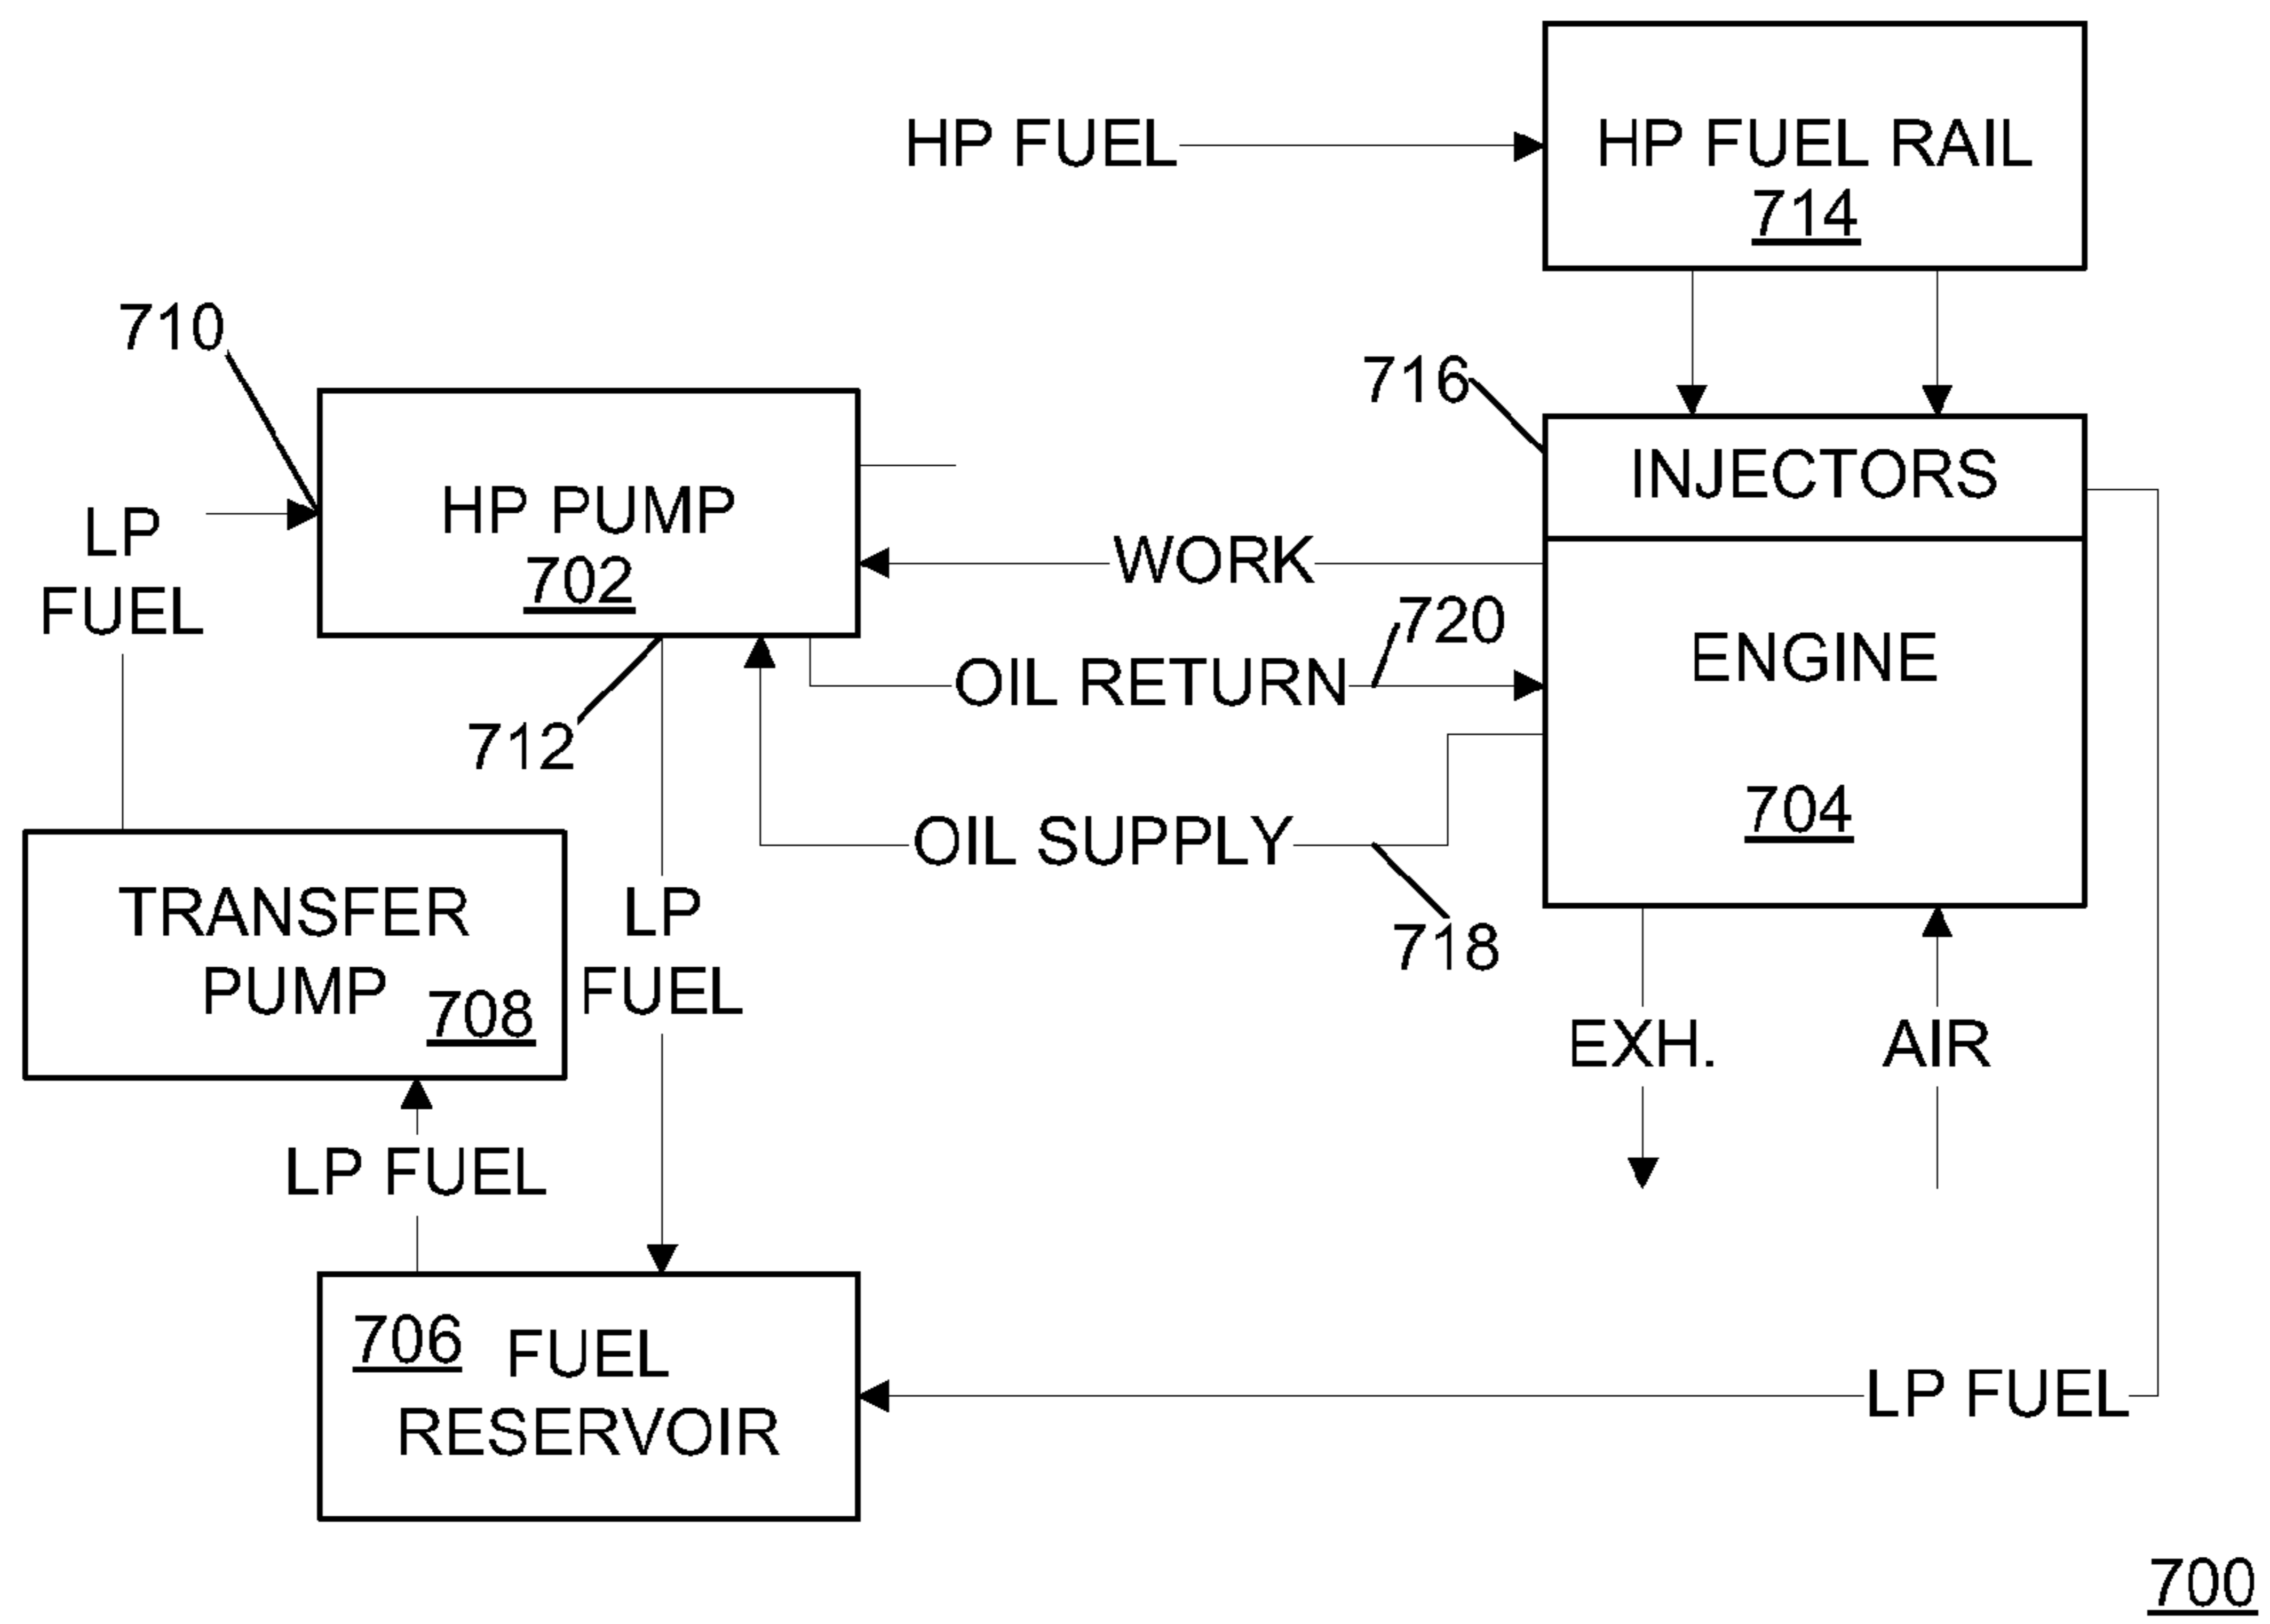 HP FUEL
HP FUEL RAIL
714
710
716
LP
FUEL
HP PUMP
702
INJECTORS
WORK
720
OIL RETURN
ENGINE
704
712
OIL SUPPLY
718
TRANSFER
PUMP
708
LP
FUEL
EXH.
AIR
LP FUEL
706
FUEL
RESERVOIR
LP FUEL
700